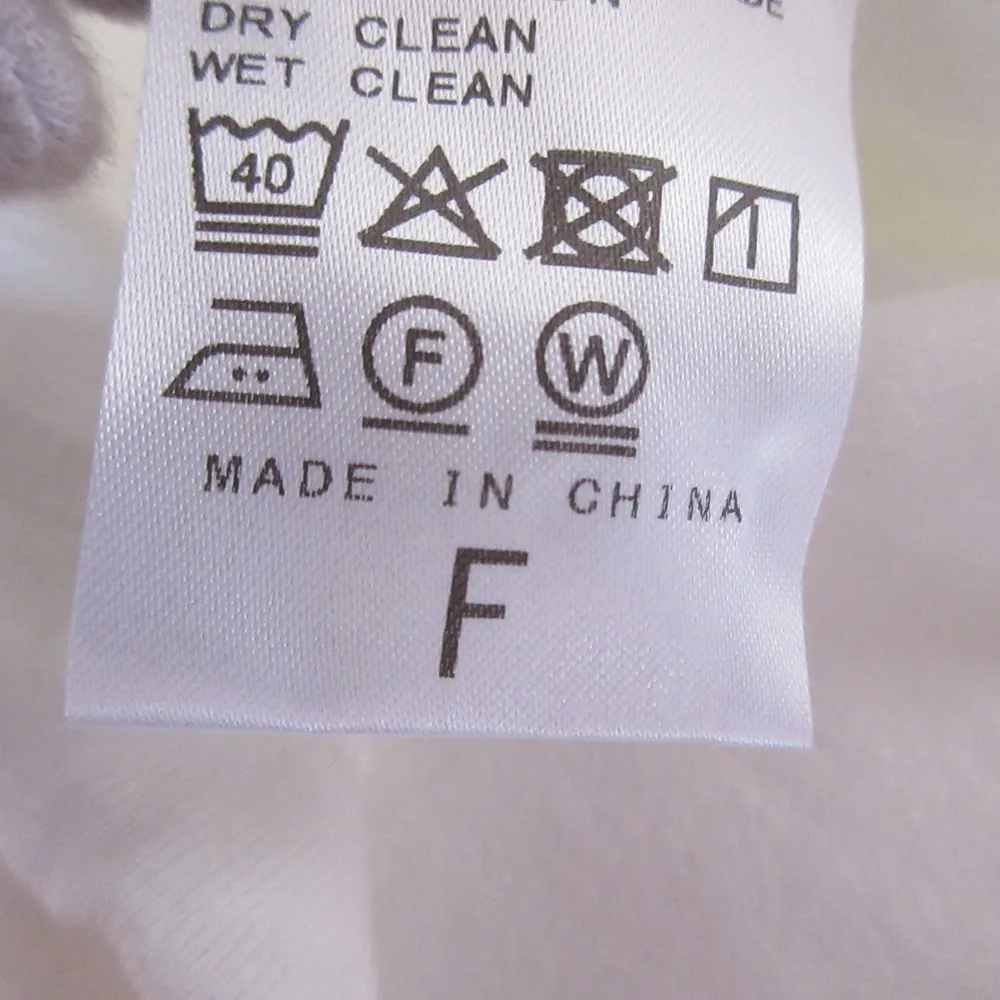 DRY CLEAN
WET CLEAN
40
F W
MADE IN CHINA
F